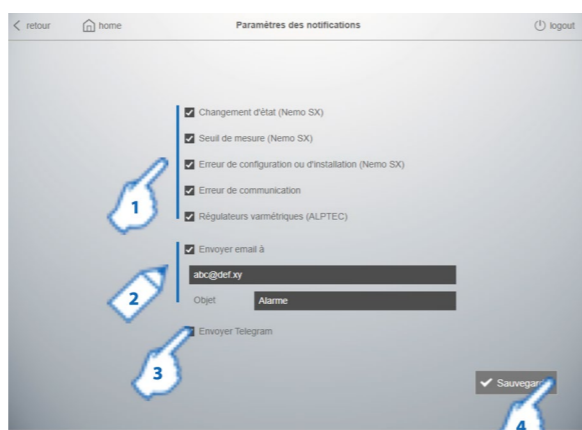 retour home Paramètres des notifications logout
Changement d'état (Nemo SX)
Seuil de mesure (Nemo SX)
Erreur de configuration ou d'installation (Nemo SX)
Erreur de communication
1
Régulateurs varmétriques (ALPTEC)
Envoyer email à
abc@def.xy
2
Objet Alarme
Envoyer Telegram
3
4